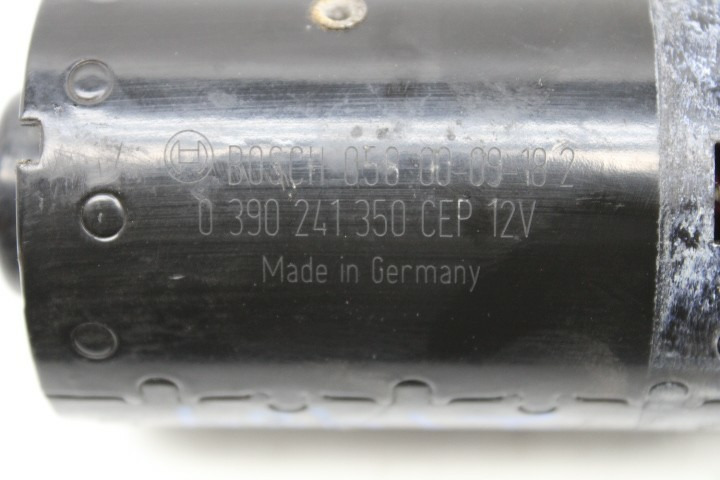 BOSCH 058 00-09-18 2
0 390 241 350 CEP 12V
Made in Germany